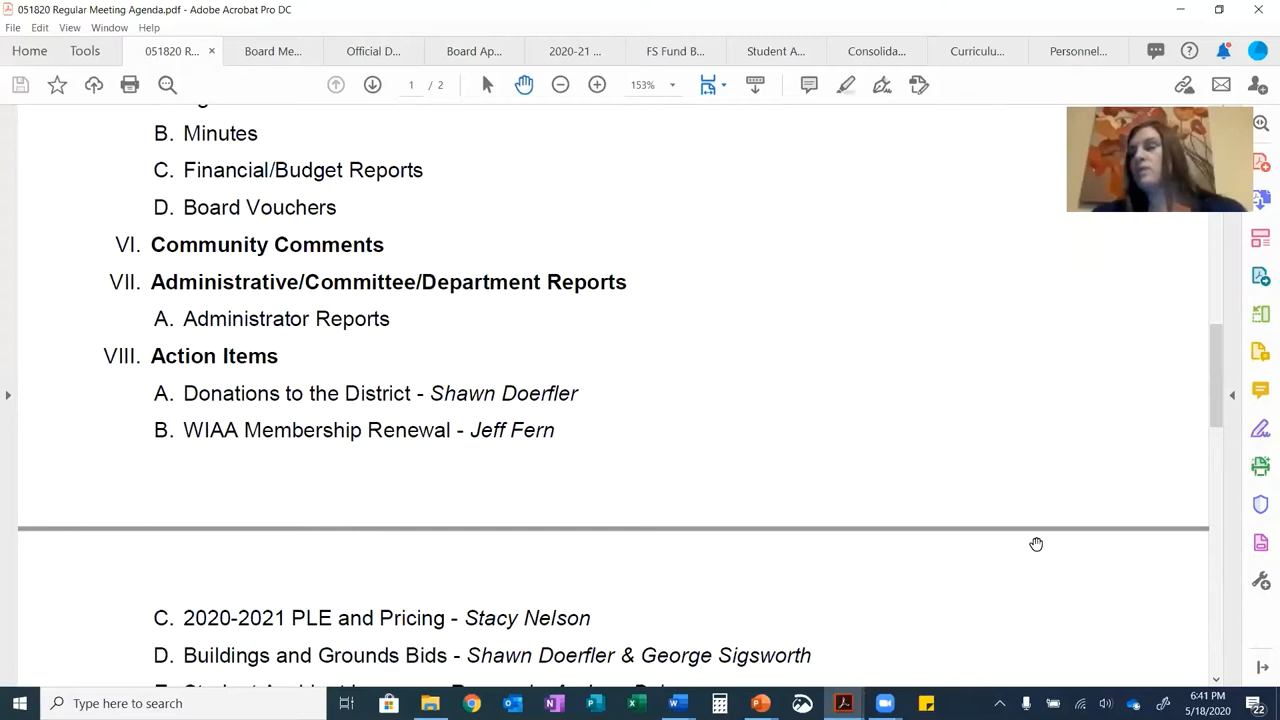 051820 Regular Meeting Agenda.pdf - Adobe Acrobat Pro DC
File Edit View Window Help
Home Tools 051820 R... × Board Me... Official D... Board Ap... 2020-21 ... FS Fund B... Student A... Consolida... Curriculu... Personnel...
1 / 2 153%
B. Minutes
C. Financial/Budget Reports
D. Board Vouchers
VI. Community Comments
VII. Administrative/Committee/Department Reports
A. Administrator Reports
VIII. Action Items
A. Donations to the District - Shawn Doerfler
B. WIAA Membership Renewal - Jeff Fern
C. 2020-2021 PLE and Pricing - Stacy Nelson
D. Buildings and Grounds Bids - Shawn Doerfler & George Sigsworth
Type here to search
6:41 PM
5/18/2020
22